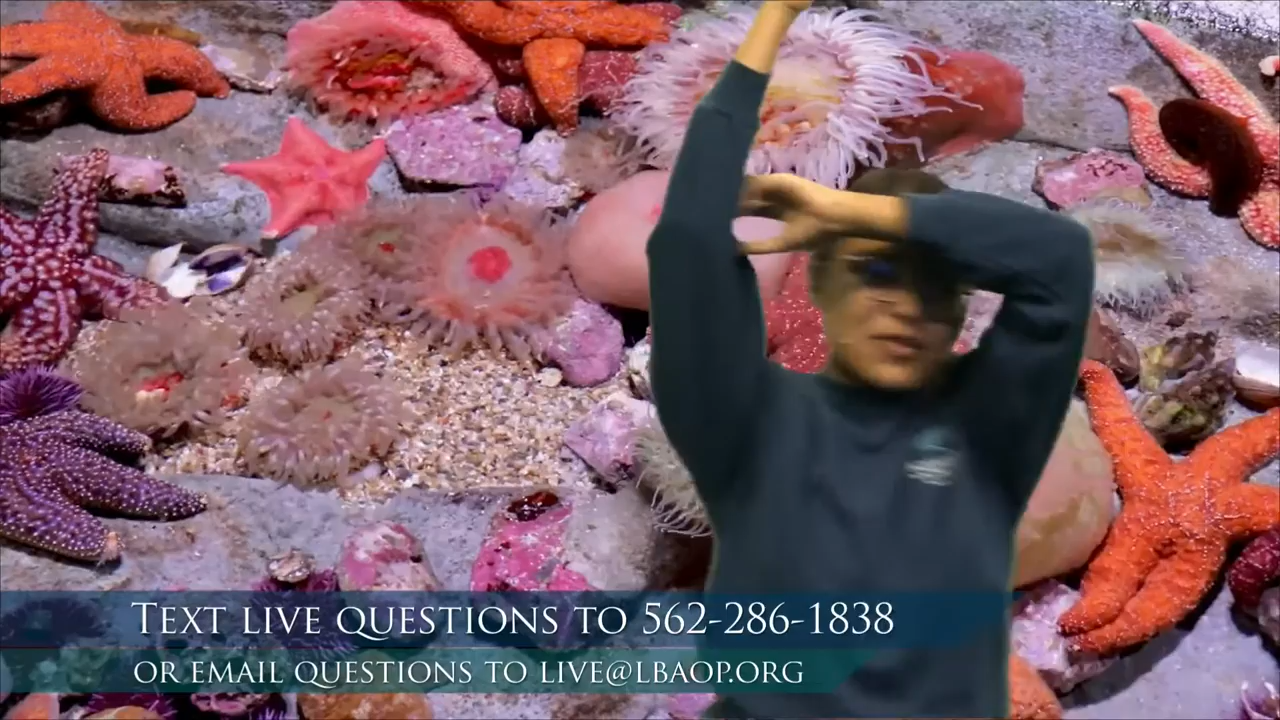 Text live questions to 562-286-1838
or email questions to live@lbaop.org